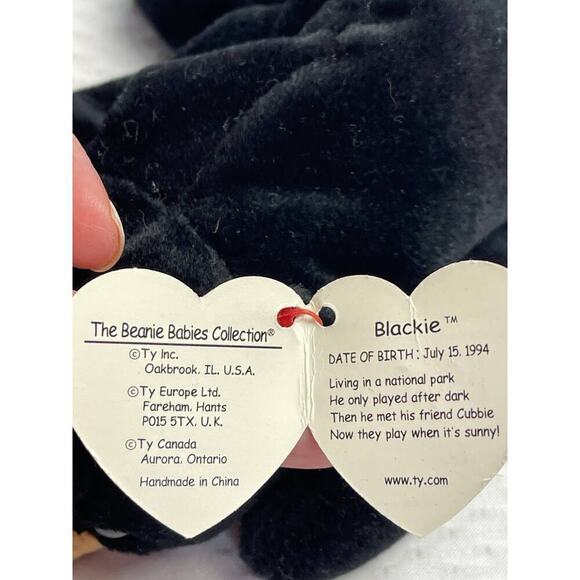 The Beanie Babies Collection®
©Ty Inc.
Oakbrook, IL. U.S.A.
©Ty Europe Ltd.
Fareham, Hants
PO15 5TX, U.K.
©Ty Canada
Aurora, Ontario
Handmade in China
Blackie™
DATE OF BIRTH: July 15, 1994
Living in a national park
He only played after dark
Then he met his friend Cubbie
Now they play when it's sunny!
www.ty.com